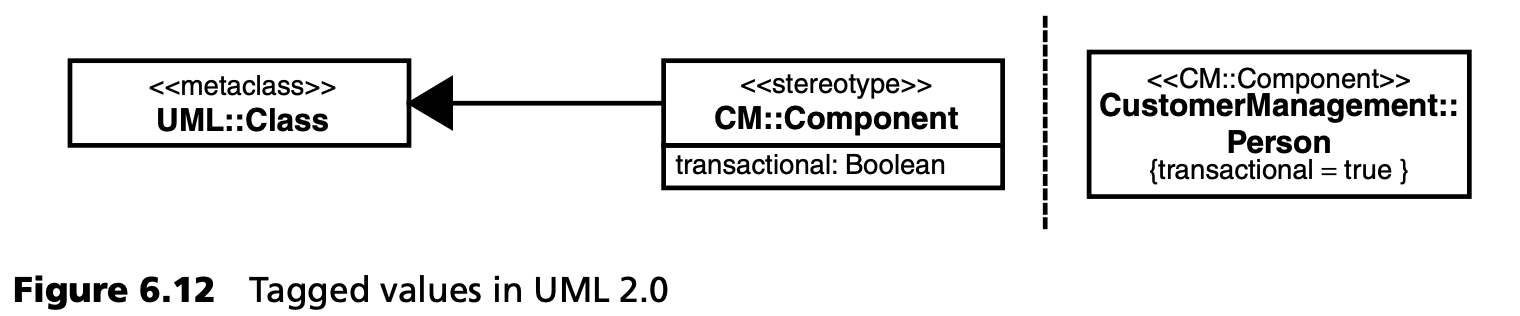 <<metaclass>>
UML::Class
<<stereotype>>
CM::Component
transactional: Boolean
<<CM::Component>>
CustomerManagement::
Person
{transactional = true }
Figure 6.12 Tagged values in UML 2.0